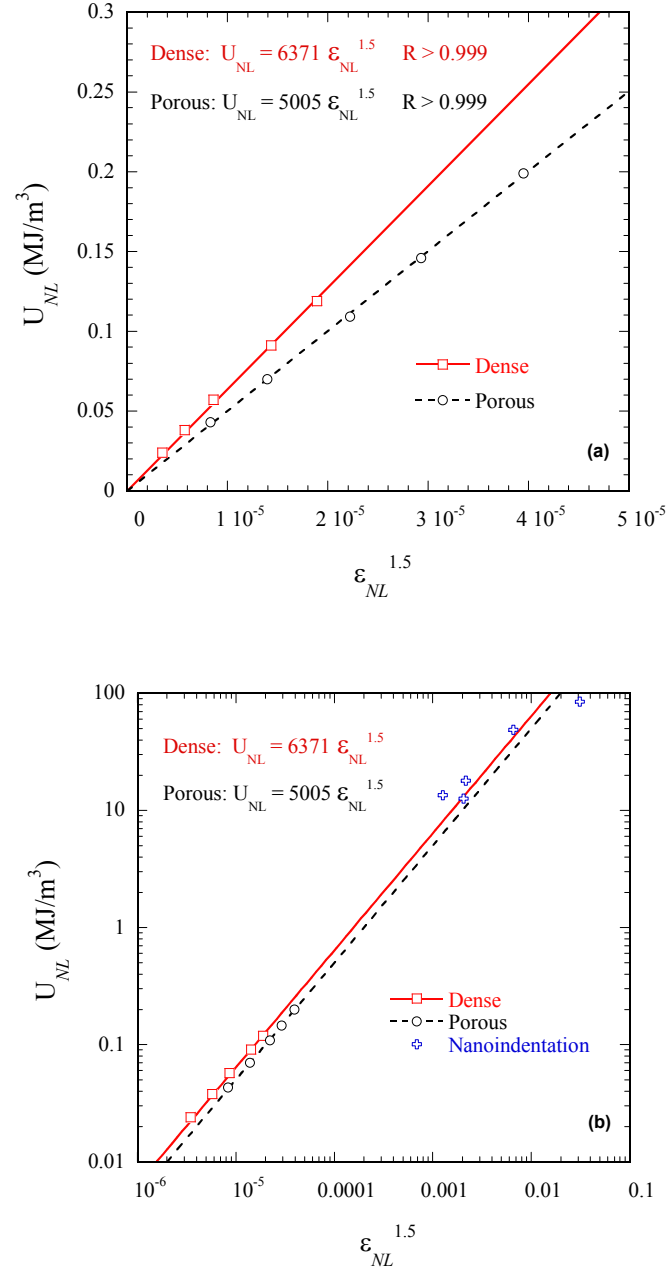 0.3
Dense: U_NL = 6371 ε_NL^1.5 R > 0.999
Porous: U_NL = 5005 ε_NL^1.5 R > 0.999
0.25
0.2
U_NL (MJ/m^3)
0.15
0.1
Dense
Porous
0.05
(a)
0
0 1 10^-5 2 10^-5 3 10^-5 4 10^-5 5 10^-5
ε_NL^1.5
100
Dense: U_NL = 6371 ε_NL^1.5
Porous: U_NL = 5005 ε_NL^1.5
10
U_NL (MJ/m^3)
1
Dense
Porous
Nanoindentation
0.1
(b)
0.01
10^-6 10^-5 0.0001 0.001 0.01 0.1
ε_NL^1.5